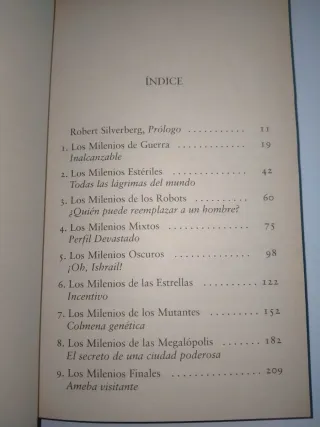 ÍNDICE
Robert Silverberg, Prólogo . . . . . . . . . . . 11
1. Los Milenios de Guerra . . . . . . . . . . . . 19
Inalcanzable
2. Los Milenios Estériles . . . . . . . . . . . . . 42
Todas las lágrimas del mundo
3. Los Milenios de los Robots . . . . . . . . . 60
¿Quién puede reemplazar a un hombre?
4. Los Milenios Mixtos . . . . . . . . . . . . . . 75
Perfil Devastado
5. Los Milenios Oscuros . . . . . . . . . . . . . 98
¡Oh, Ishrail!
6. Los Milenios de las Estrellas . . . . . . . . 122
Incentivo
7. Los Milenios de los Mutantes . . . . . . . 152
Colmena genética
8. Los Milenios de las Megalópolis . . . . . . 182
El secreto de una ciudad poderosa
9. Los Milenios Finales . . . . . . . . . . . . . . 209
Ameba visitante